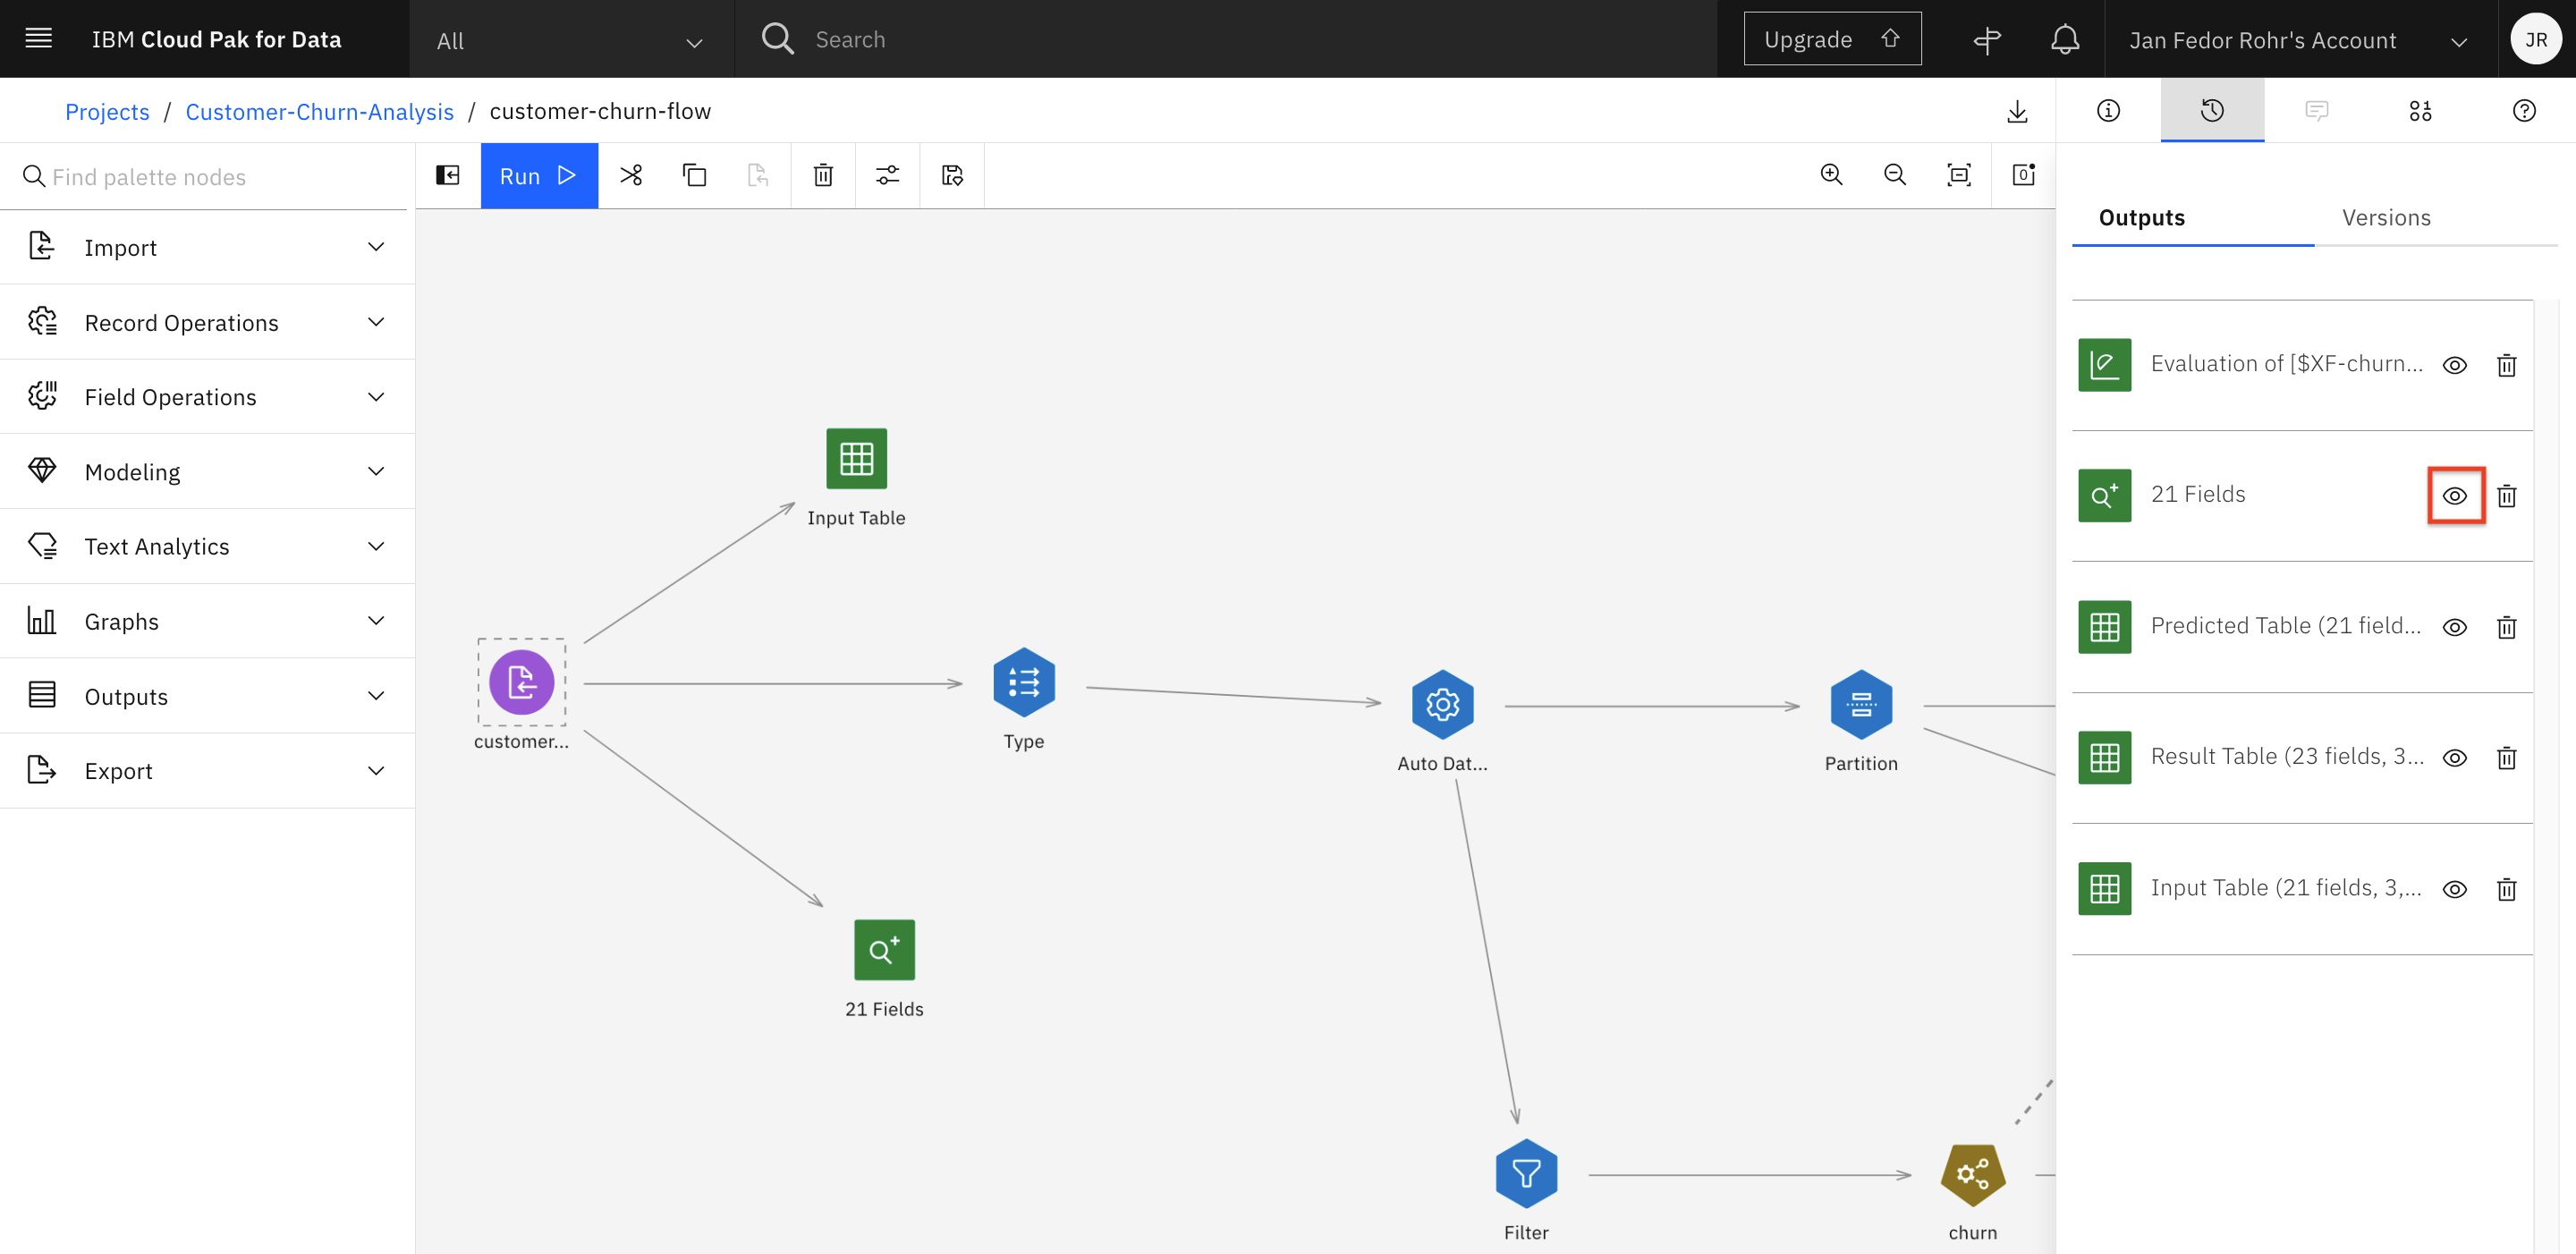 IBM Cloud Pak for Data
All
Search
Upgrade
Jan Fedor Rohr's Account
JR
Projects / Customer-Churn-Analysis / customer-churn-flow
Find palette nodes
Run
Import
Record Operations
Field Operations
Modeling
Text Analytics
Graphs
Outputs
Export
Input Table
customer...
Type
Auto Dat...
Partition
21 Fields
Filter
churn
Outputs
Versions
Evaluation of [$XF-churn...
21 Fields
Predicted Table (21 field...
Result Table (23 fields, 3...
Input Table (21 fields, 3,...